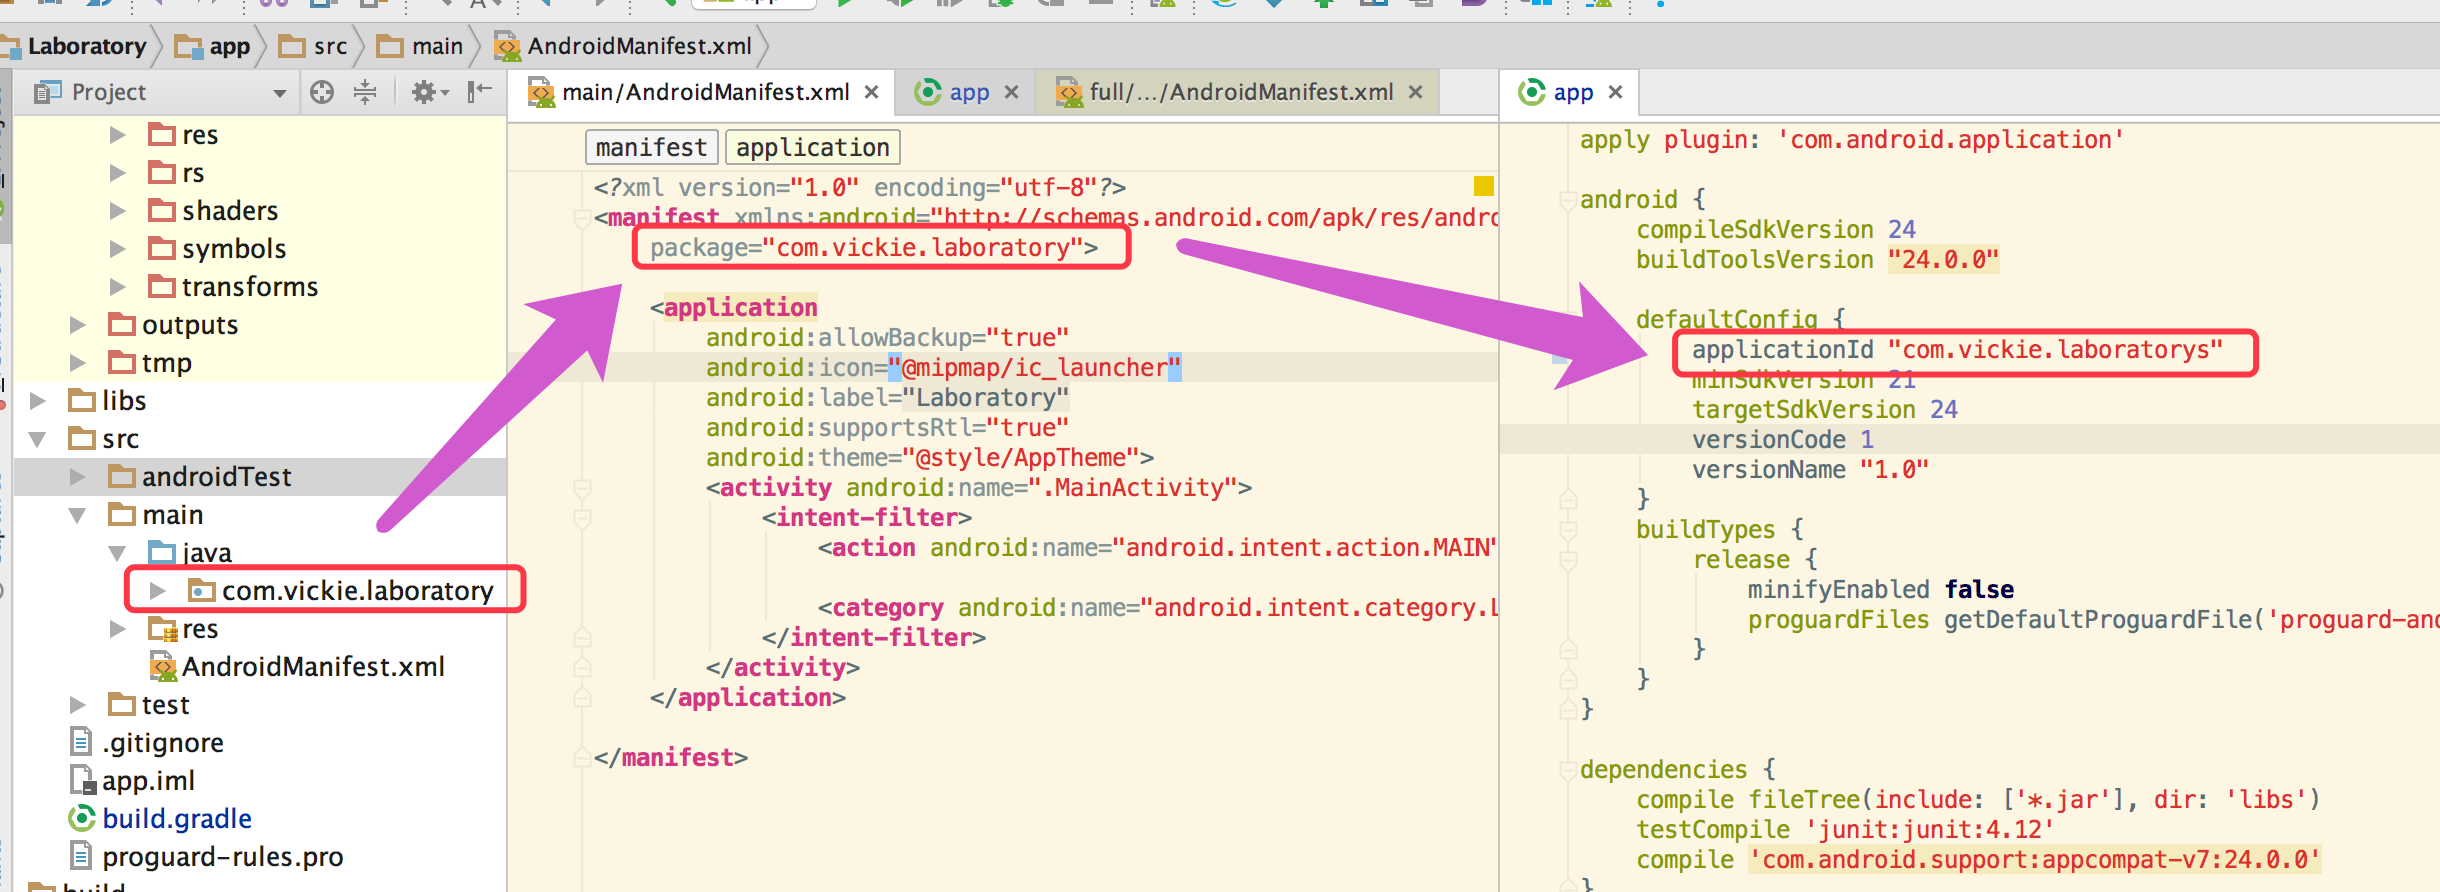 app
Laboratory app src main AndroidManifest.xml
Project
res
rs
shaders
symbols
transforms
outputs
tmp
libs
src
androidTest
main
java
com.vickie.laboratory
res
AndroidManifest.xml
test
.gitignore
app.iml
build.gradle
proguard-rules.pro
build
main/AndroidManifest.xml app full/.../AndroidManifest.xml
manifest application
<?xml version="1.0" encoding="utf-8"?>
<manifest xmlns:android="http://schemas.android.com/apk/res/andro
package="com.vickie.laboratory">
<application
android:allowBackup="true"
android:icon="@mipmap/ic_launcher"
android:label="Laboratory"
android:supportsRtl="true"
android:theme="@style/AppTheme">
<activity android:name=".MainActivity">
<intent-filter>
<action android:name="android.intent.action.MAIN"
<category android:name="android.intent.category.L
</intent-filter>
</activity>
</application>
</manifest>
app
apply plugin: 'com.android.application'
android {
compileSdkVersion 24
buildToolsVersion "24.0.0"
defaultConfig {
applicationId "com.vickie.laboratorys"
minSdkVersion 21
targetSdkVersion 24
versionCode 1
versionName "1.0"
}
buildTypes {
release {
minifyEnabled false
proguardFiles getDefaultProguardFile('proguard-and
}
}
}
dependencies {
compile fileTree(include: ['*.jar'], dir: 'libs')
testCompile 'junit:junit:4.12'
compile 'com.android.support:appcompat-v7:24.0.0'
}